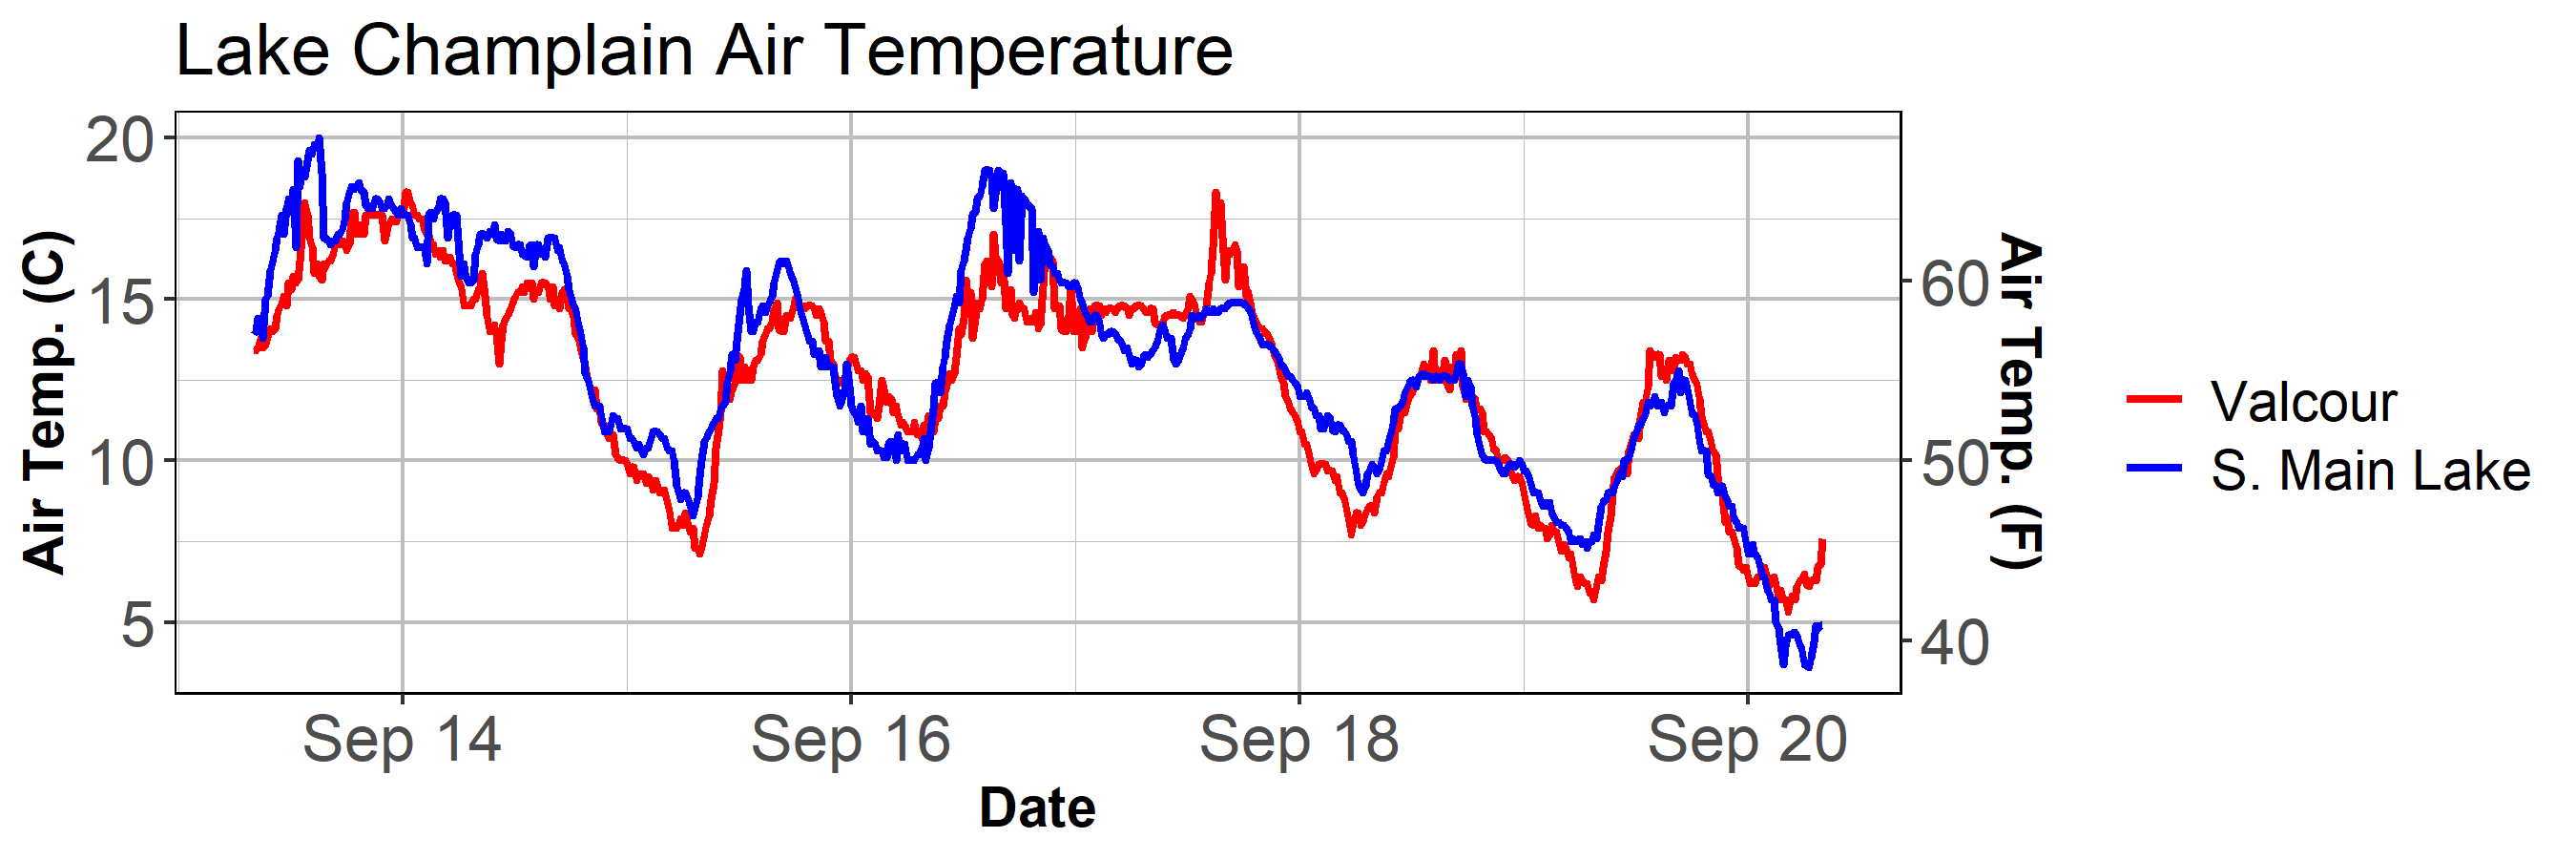 Lake Champlain Air Temperature
20
15
10
5
Air Temp. (C)
60
50
40
Air Temp. (F)
Sep 14
Sep 16
Sep 18
Sep 20
Date
Valcour
S. Main Lake